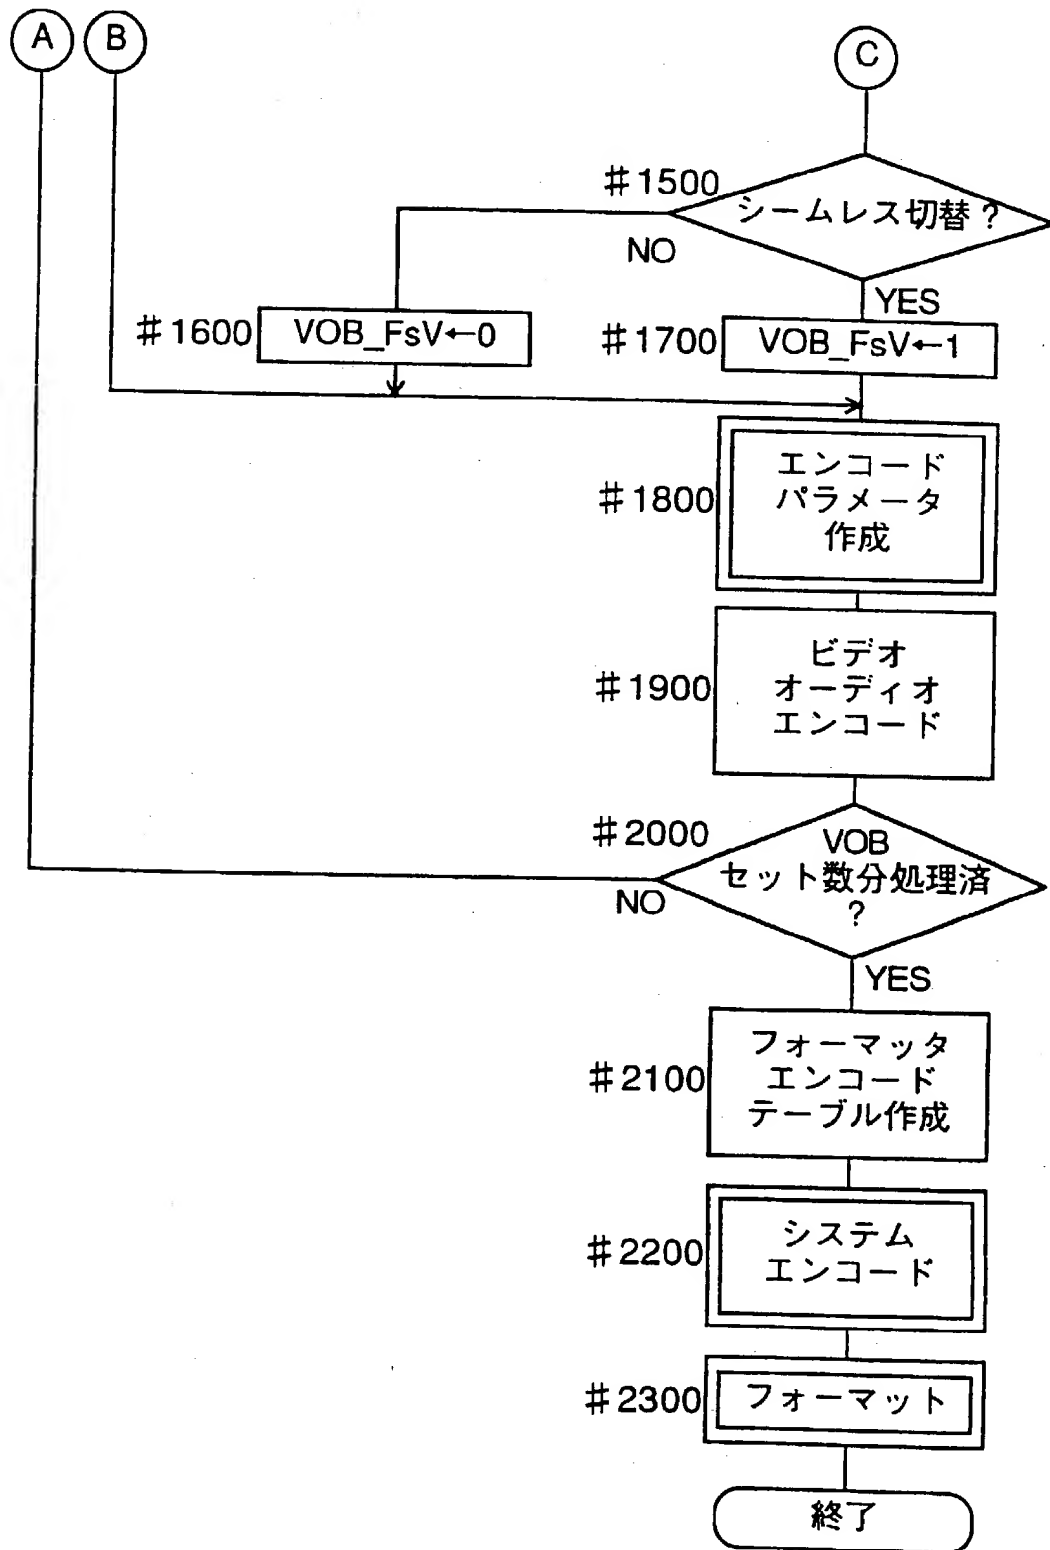 A
B
C
#1500
シームレス切替?
NO
YES
#1600
VOB_FsV←0
#1700
VOB_FsV←1
#1800
エンコード
パラメータ
作成
#1900
ビデオ
オーディオ
エンコード
#2000
VOB
セット数分処理済
?
NO
YES
#2100
フォーマッタ
エンコード
テーブル作成
#2200
システム
エンコード
#2300
フォーマット
終了